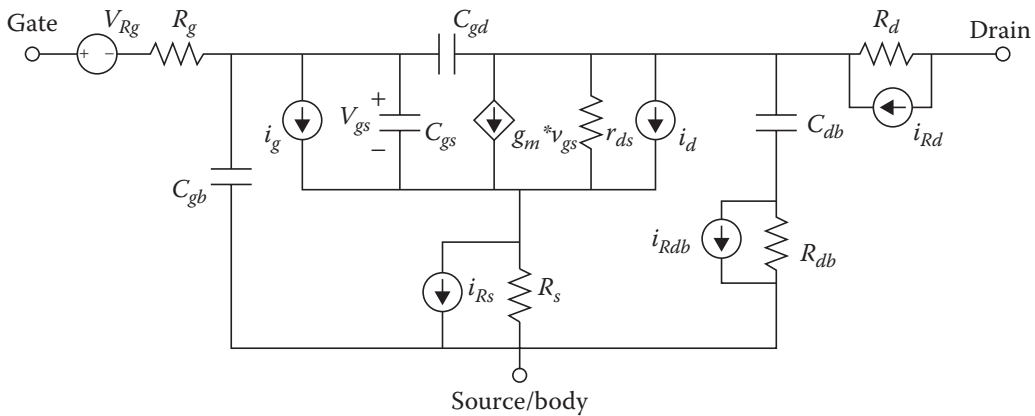 Gate
V_Rg
R_g
C_gd
R_d
Drain
+ −
i_g
V_gs
+
−
C_gs
g_m*v_gs
r_ds
i_d
C_db
i_Rd
C_gb
i_Rdb
R_db
i_Rs
R_s
Source/body